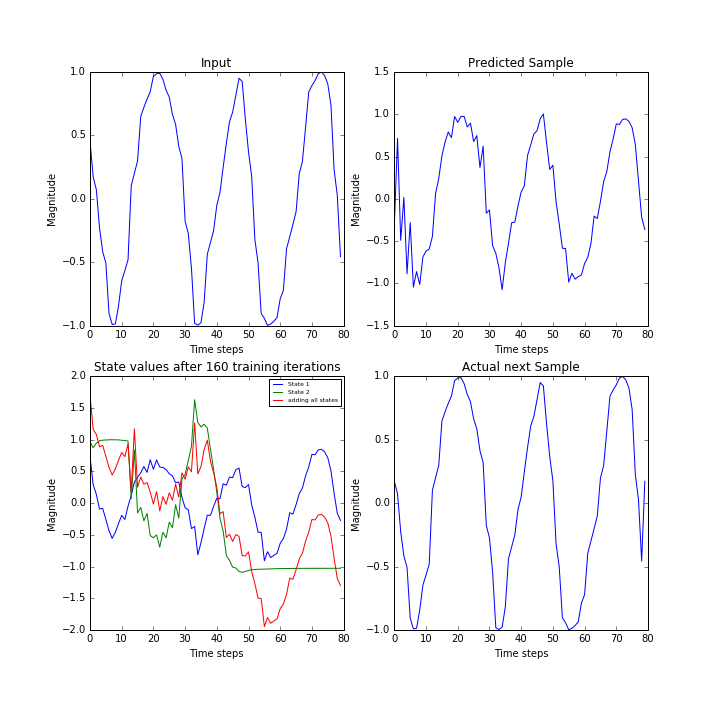 Input
Magnitude
1.0
0.5
0.0
−0.5
−1.0
0 10 20 30 40 50 60 70 80
Time steps
Predicted Sample
Magnitude
1.5
1.0
0.5
0.0
−0.5
−1.0
−1.5
0 10 20 30 40 50 60 70 80
Time steps
State values after 160 training iterations
Magnitude
2.0
1.5
1.0
0.5
0.0
−0.5
−1.0
−1.5
−2.0
State 1
State 2
adding all states
0 10 20 30 40 50 60 70 80
Time steps
Actual next Sample
Magnitude
1.0
0.5
0.0
−0.5
−1.0
0 10 20 30 40 50 60 70 80
Time steps